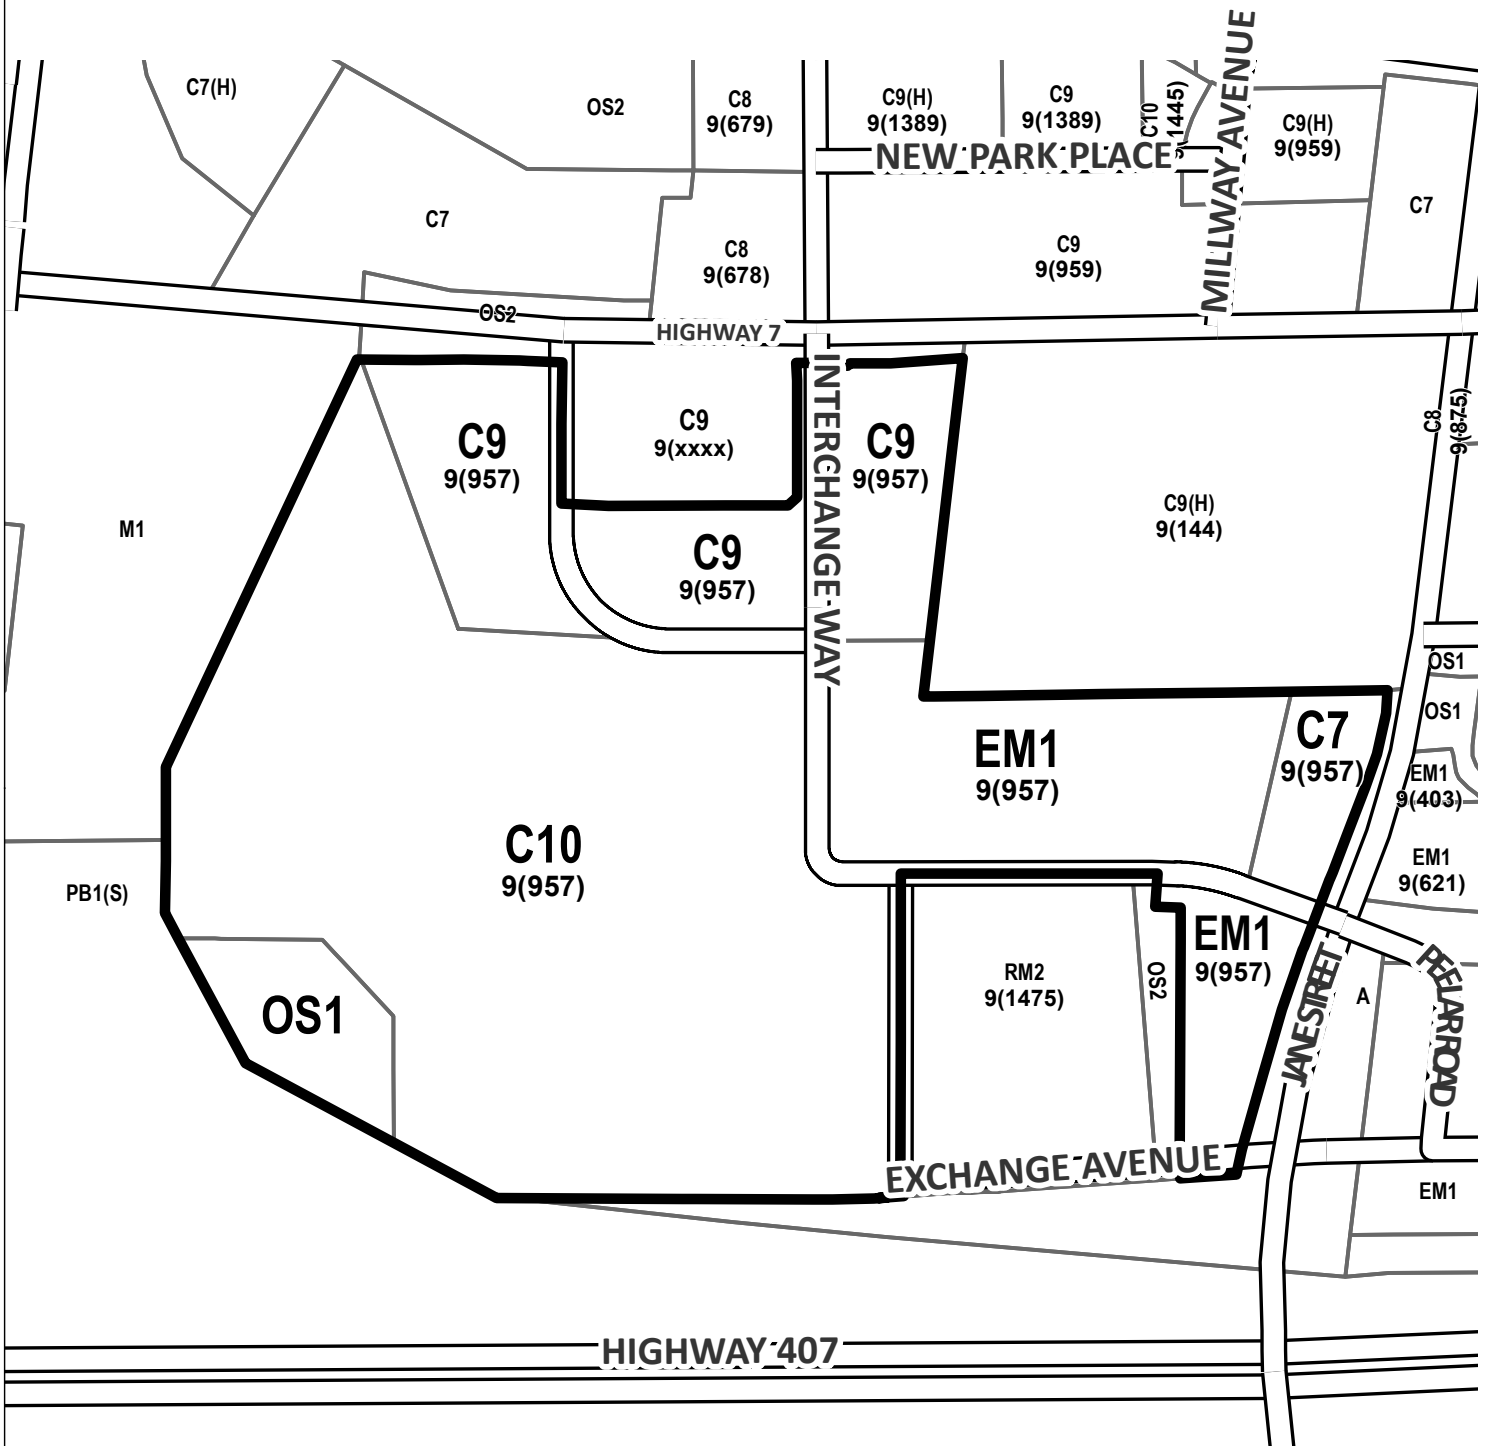 MILLWAY AVENUE
C7(H)
OS2
C8
9(679)
C9(H)
9(1389)
C9
9(1389)
C10
9(1445)
C9(H)
9(959)
NEW PARK PLACE
C7
C7
C8
9(678)
C9
9(959)
OS2
HIGHWAY 7
INTERCHANGE WAY
C9
9(957)
C9
9(xxxx)
C9
9(957)
C8
9(875)
M1
C9(H)
9(144)
C9
9(957)
OS1
OS1
EM1
9(957)
C7
9(957)
EM1
9(403)
C10
9(957)
PB1(S)
EM1
9(621)
EM1
9(957)
RM2
9(1475)
OS2
OS1
JANE STREET
A
PEELAR ROAD
EXCHANGE AVENUE
EM1
HIGHWAY 407